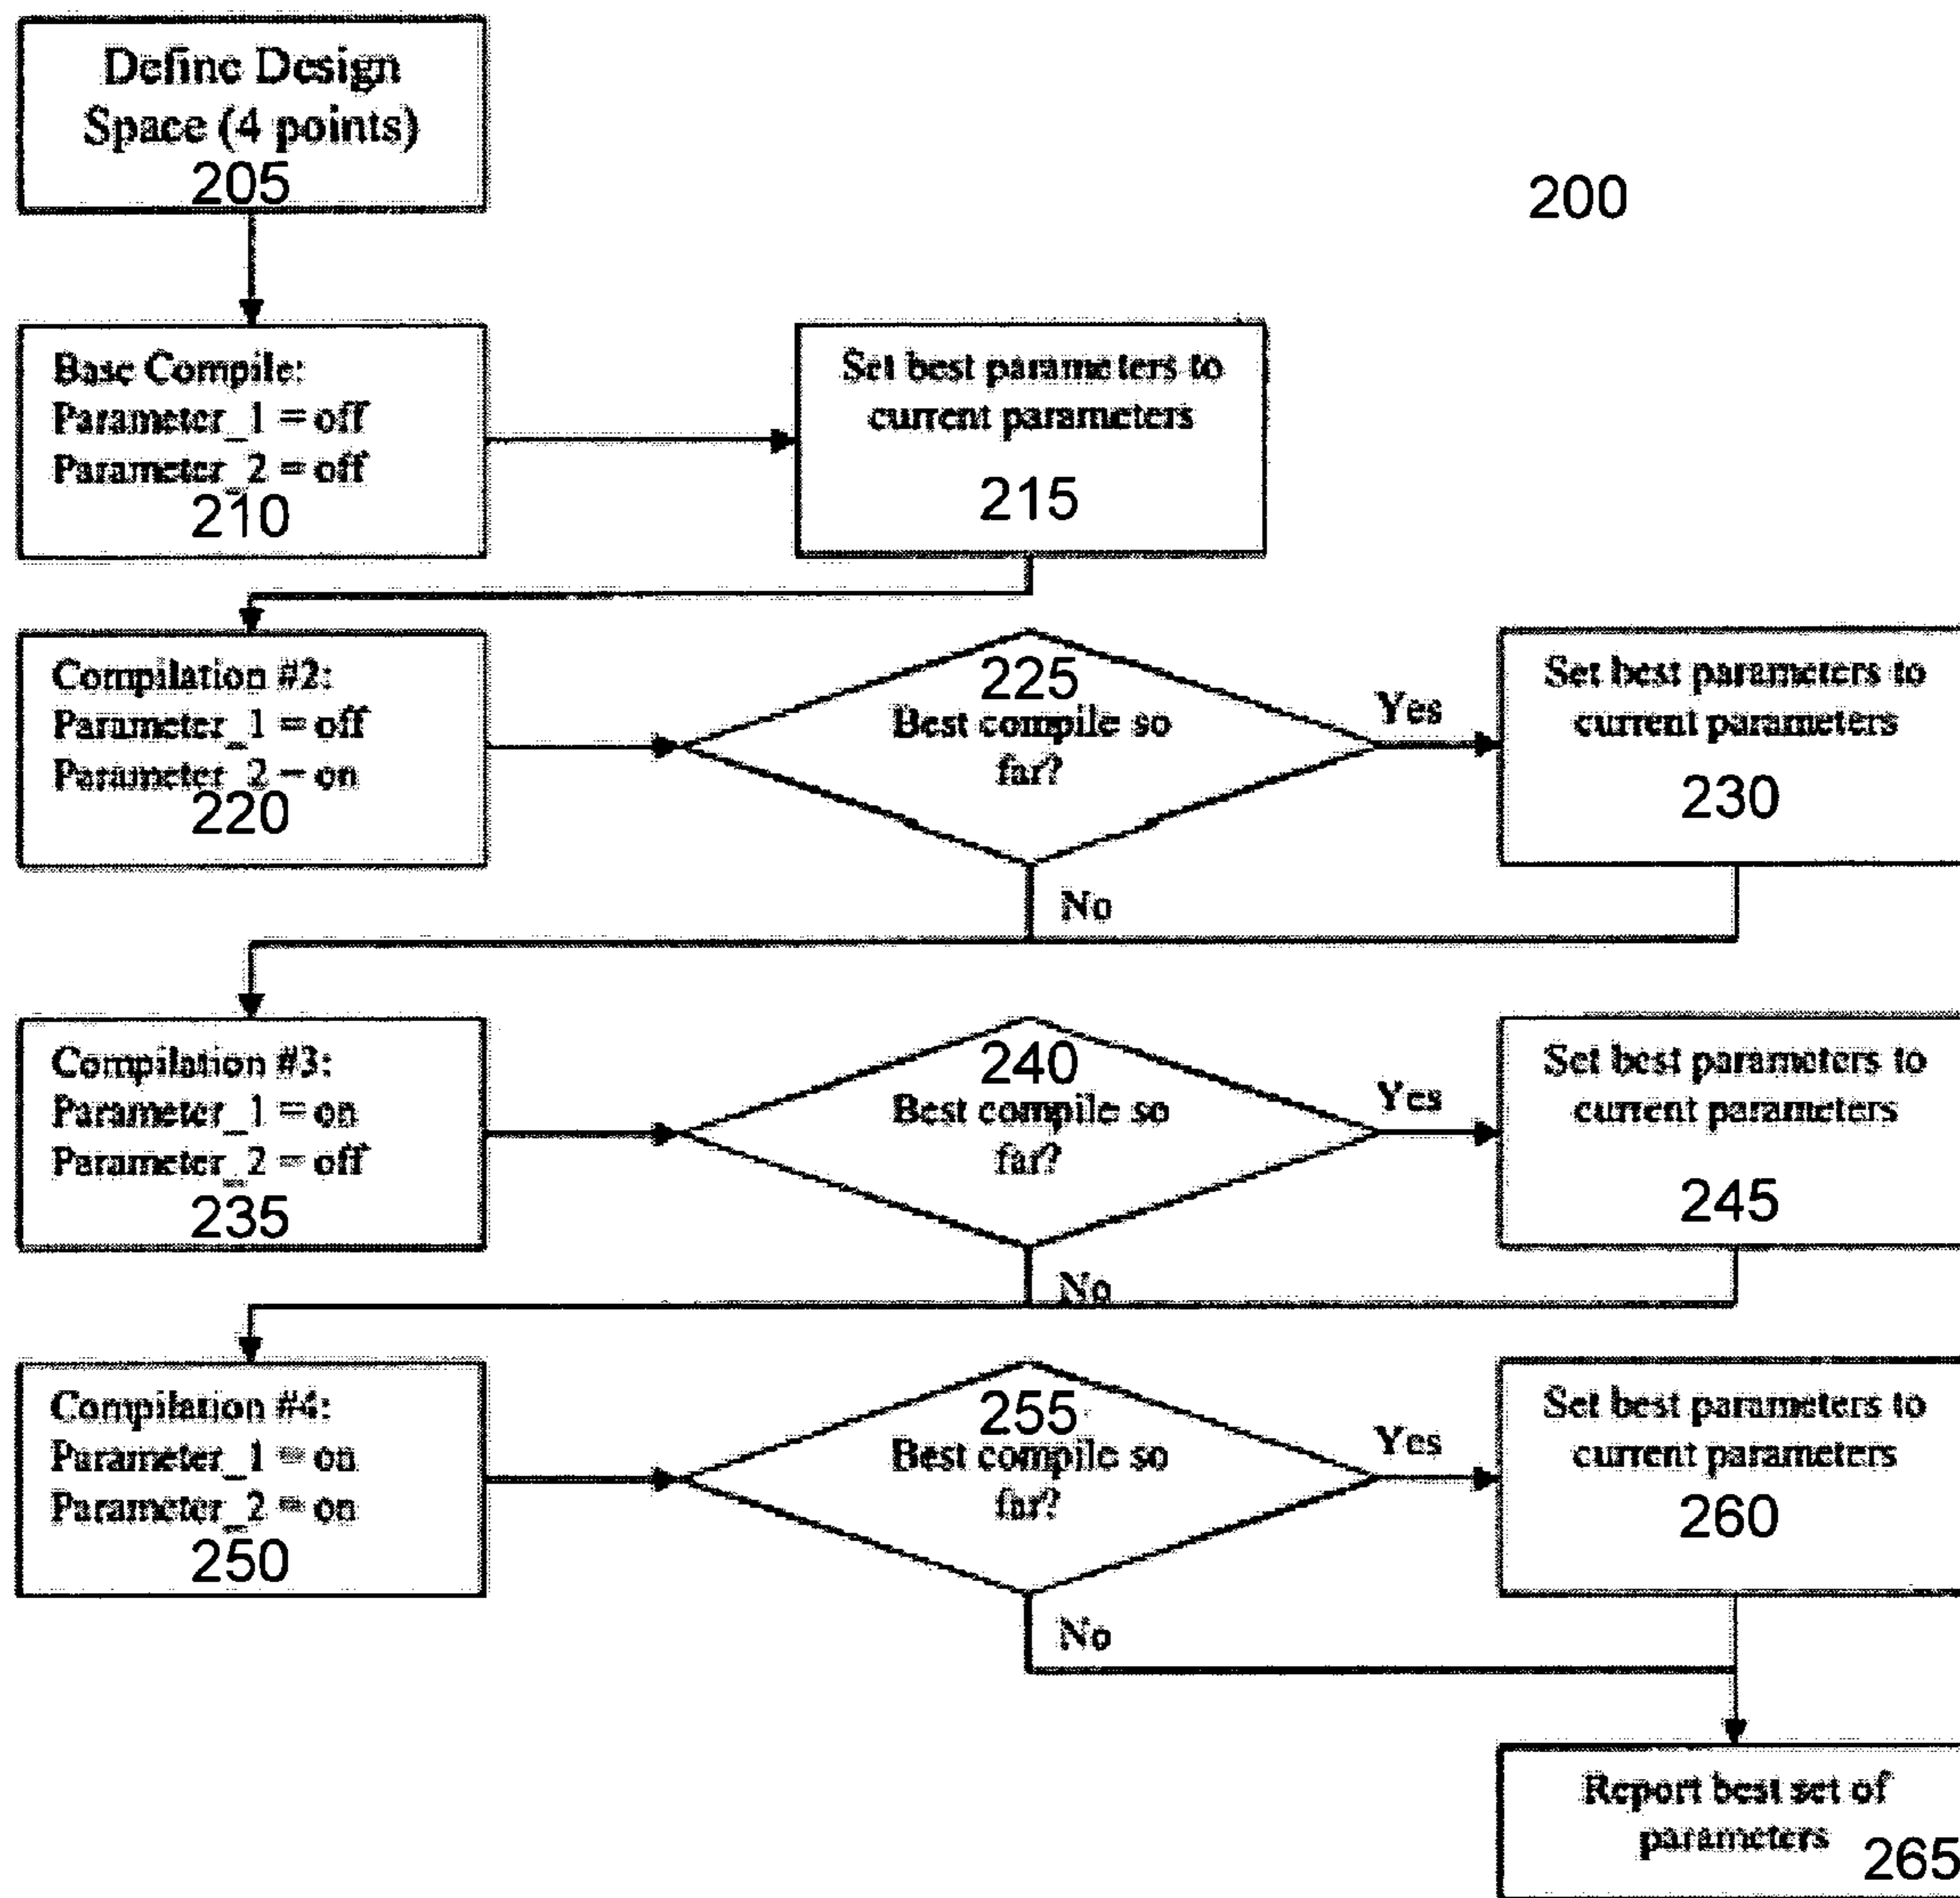 Define Design
Space (4 points)
205
200
Base Compile:
Parameter_1 = off
Parameter_2 = off
210
Set best parameters to
current parameters
215
Compilation #2:
Parameter_1 = off
Parameter_2 = on
220
225
Best compile so
far?
Yes
No
Set best parameters to
current parameters
230
Compilation #3:
Parameter_1 = on
Parameter_2 = off
235
240
Best compile so
far?
Yes
No
Set best parameters to
current parameters
245
Compilation #4:
Parameter_1 = on
Parameter_2 = on
250
255
Best compile so
far?
Yes
No
Set best parameters to
current parameters
260
Report best set of
parameters 265